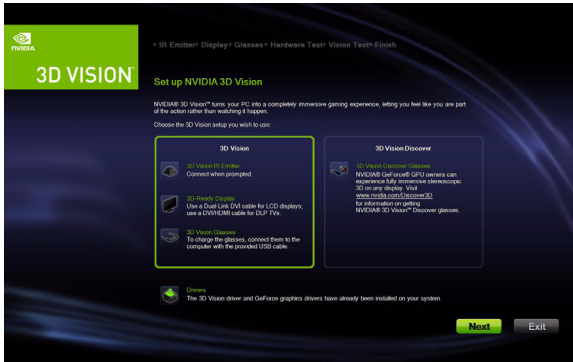 NVIDIA
3D VISION™
IR Emitter Display Glasses Hardware Test Vision Test Finish
Set up NVIDIA 3D Vision
NVIDIA® 3D Vision™ turns your PC into a completely immersive gaming experience, letting you feel like you are part
of the action rather than watching it happen.
Choose the 3D Vision setup you wish to use:
3D Vision
3D Vision IR Emitter
Connect when prompted.
3D-Ready Display
Use a Dual-Link DVI cable for LCD displays;
use a DVI/HDMI cable for DLP TVs.
3D Vision Glasses
To charge the glasses, connect them to the
computer with the provided USB cable.
3D Vision Discover
3D Vision Discover Glasses
NVIDIA® GeForce® GPU owners can
experience fully immersive stereoscopic
3D on any display. Visit
www.nvidia.com/Discover3D
for information on getting
NVIDIA® 3D Vision™ Discover glasses.
Drivers
The 3D Vision driver and GeForce graphics drivers have already been installed on your system.
Next
Exit